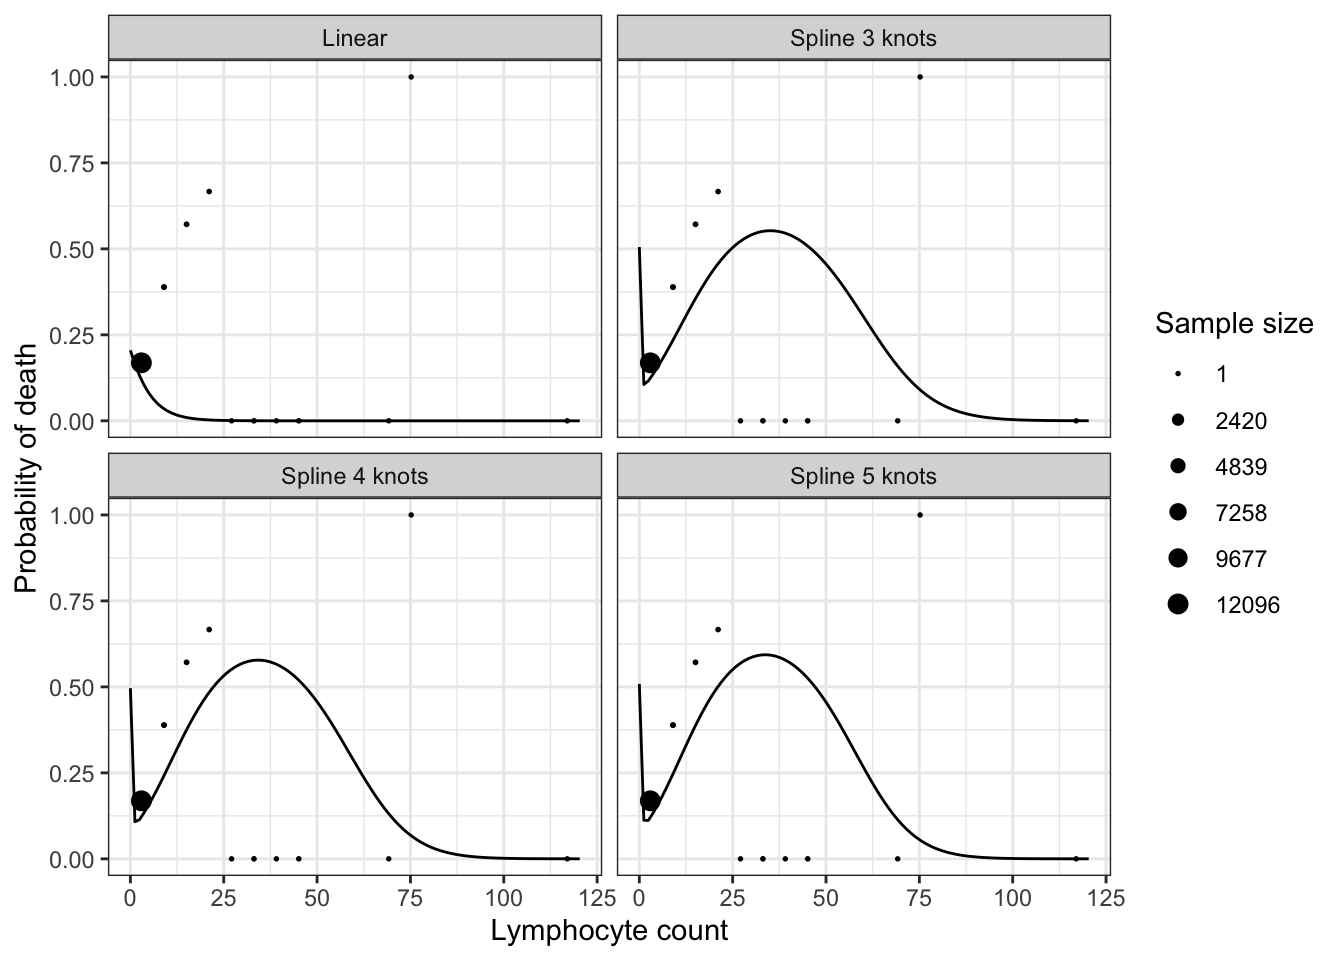 Linear
Spline 3 knots
1.00
0.75
0.50
0.25
0.00
Spline 4 knots
Spline 5 knots
1.00
0.75
0.50
0.25
0.00
0 25 50 75 100 125
0 25 50 75 100 125
Lymphocyte count
Probability of death
Sample size
1
2420
4839
7258
9677
12096